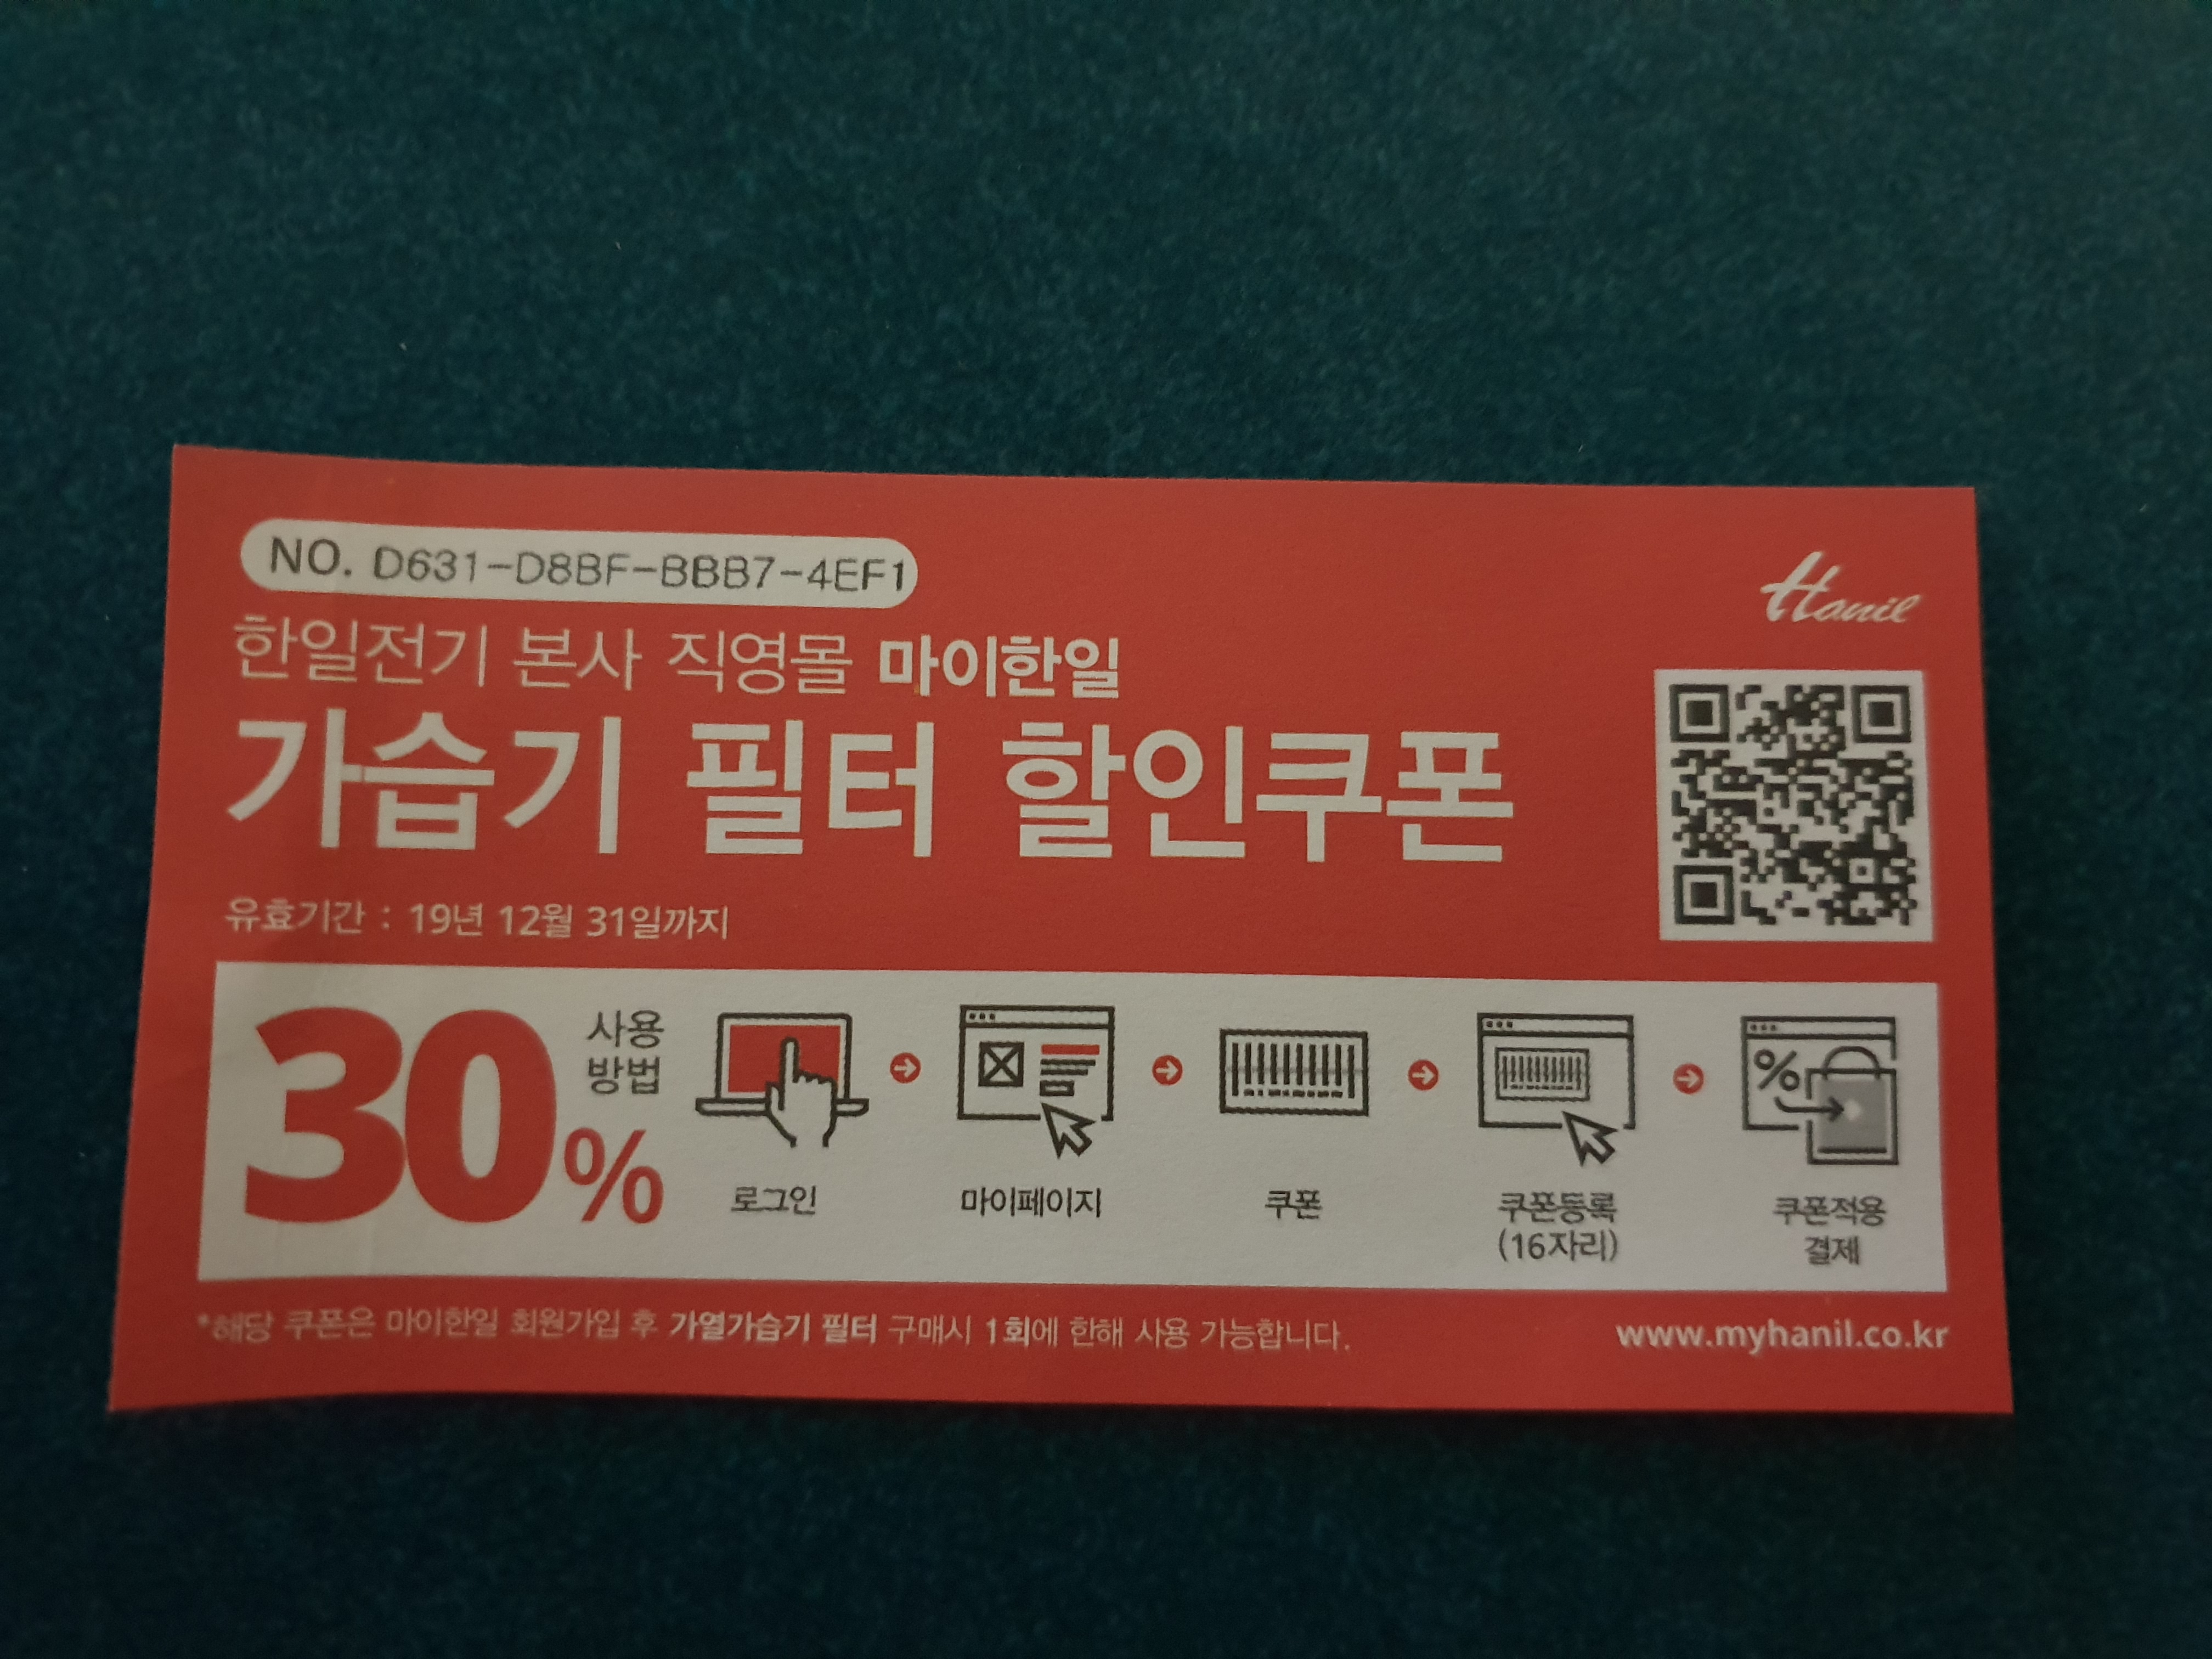 NO. D631-D8BF-BBB7-4EF1
Hanil
한일전기 본사 직영몰 마이한일
가습기 필터 할인쿠폰
유효기간 : 19년 12월 31일까지
30%
사용
방법
로그인
마이페이지
쿠폰
쿠폰등록
(16자리)
%
쿠폰적용
결제
*해당 쿠폰은 마이한일 회원가입 후 가열가습기 필터 구매시 1회에 한해 사용 가능합니다.
www.myhanil.co.kr